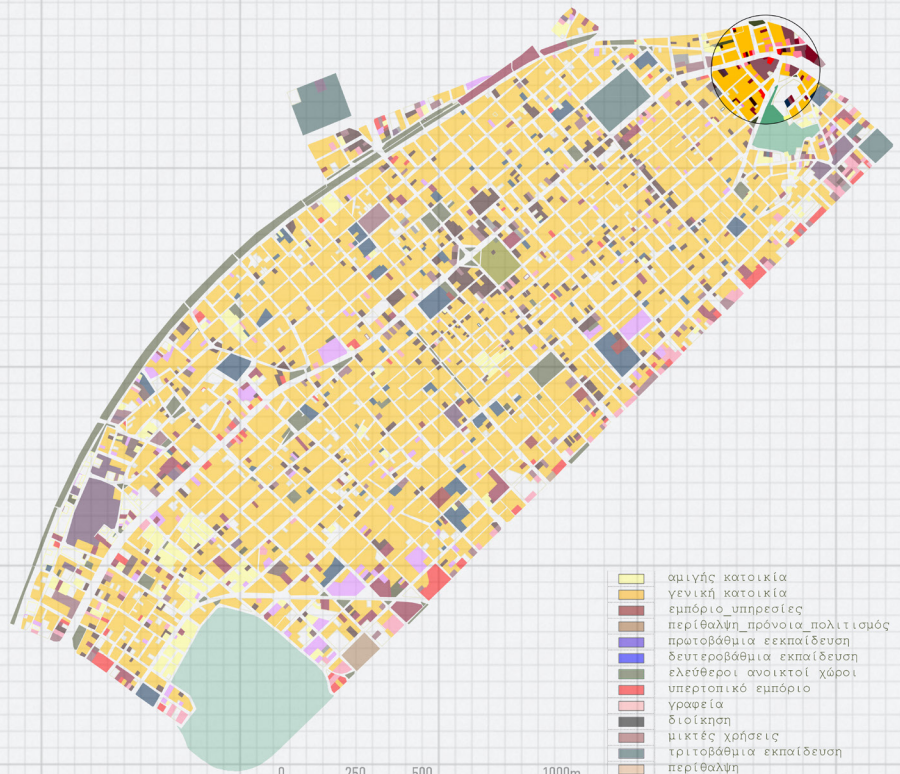 αμιγής κατοικία
γενική κατοικία
εμπόριο_υπηρεσίες
περίθαλψη_πρόνοια_πολιτισμός
πρωτοβάθμια εεκπαίδευση
δευτεροβάθμια εκπαίδευση
ελεύθεροι ανοικτοί χώροι
υπερτοπικό εμπόριο
γραφεία
διοίκηση
μικτές χρήσεις
τριτοβάθμια εκπαίδευση
περίθαλψη
0 250 500 1000m